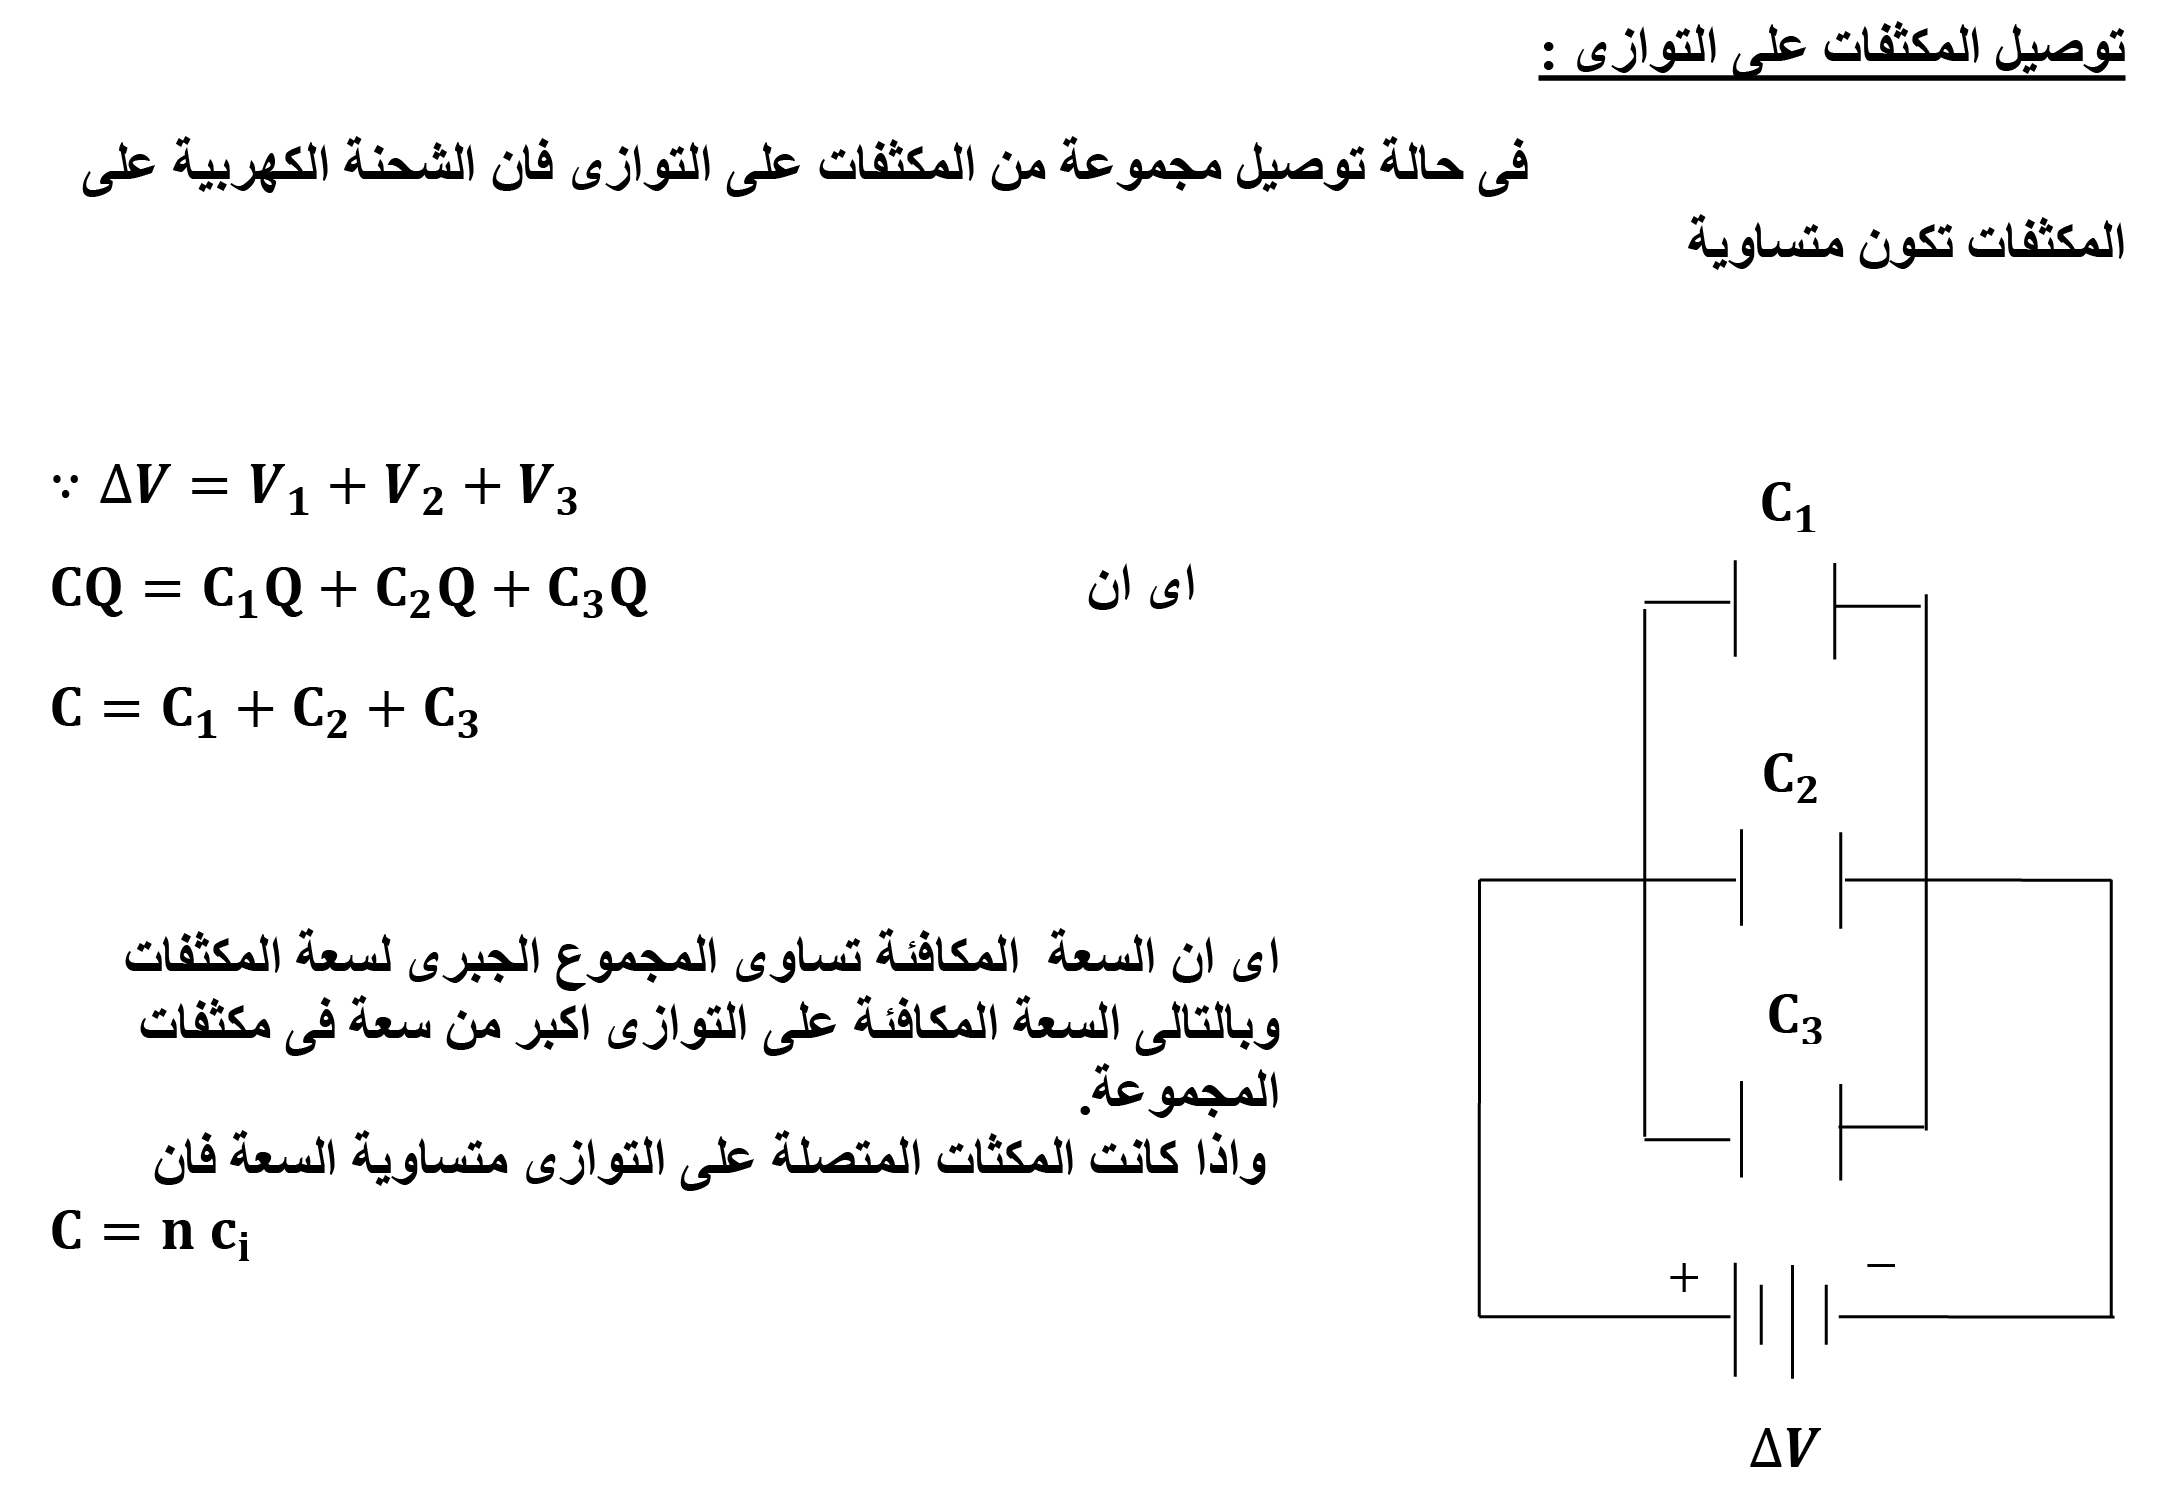 توصيل المكثفات على التوازى :
فى حالة توصيل مجموعة من المكثفات على التوازى فان الشحنة الكهربية على
المكثفات تكون متساوية
∵ ΔV = V₁ + V₂ + V₃
اى ان CQ = C₁Q + C₂Q + C₃Q
C = C₁ + C₂ + C₃
اى ان السعة المكافئة تساوى المجموع الجبرى لسعة المكثفات
وبالتالى السعة المكافئة على التوازى اكبر من سعة فى مكثفات
المجموعة.
واذا كانت المكثات المتصلة على التوازى متساوية السعة فان
C = n cᵢ
C₁
C₂
C₃
+ −
ΔV